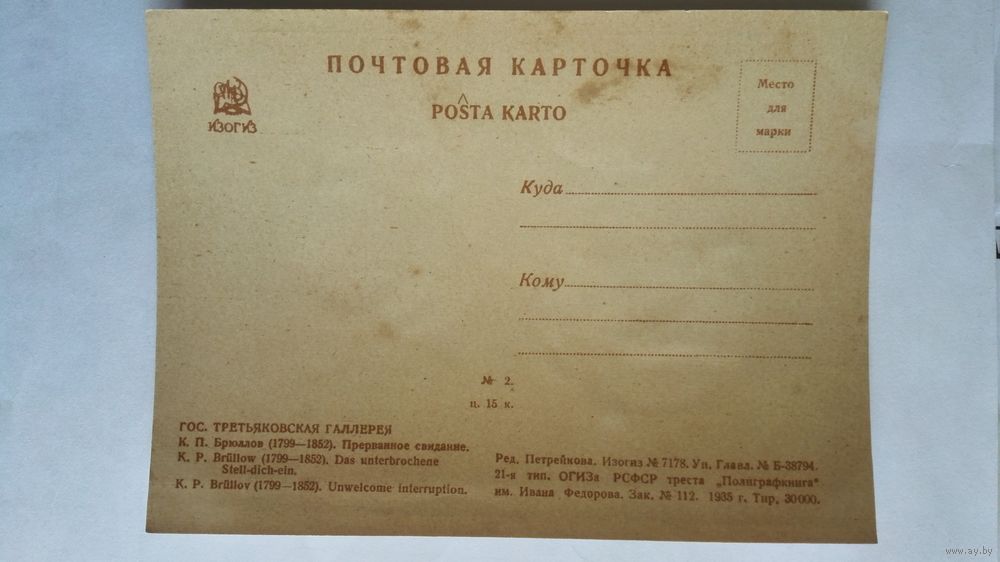 ПОЧТОВАЯ КАРТОЧКА
POŜTA KARTO
ИЗОГИЗ
Место
для
марки
Куда
Кому
№ 2.
ц. 15 к.
ГОС. ТРЕТЬЯКОВСКАЯ ГАЛЛЕРЕЯ
К. П. Брюллов (1799—1852). Прерванное свидание.
K. P. Brüllow (1799—1852). Das unterbrochene
Stell-dich-ein.
K. P. Brüllov (1799—1852). Unwelcome interruption.
Ред. Петрейкова. Изогиз № 7178. Уп. Главл. № Б-38794.
21-я тип. ОГИЗа РСФСР треста „Полиграфкнига“
им. Ивана Федорова. Зак. № 112. 1935 г. Тир. 30000.
www.ay.by